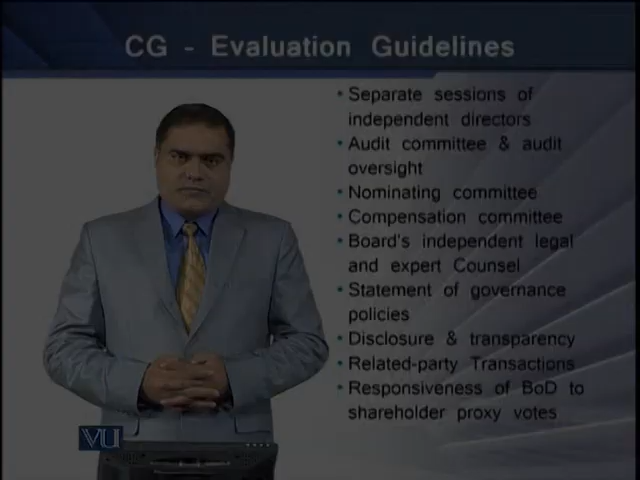 CG - Evaluation Guidelines
• Separate sessions of
independent directors
• Audit committee & audit
oversight
• Nominating committee
• Compensation committee
• Board's independent legal
and expert Counsel
• Statement of governance
policies
• Disclosure & transparency
• Related-party Transactions
• Responsiveness of BoD to
shareholder proxy votes
VU